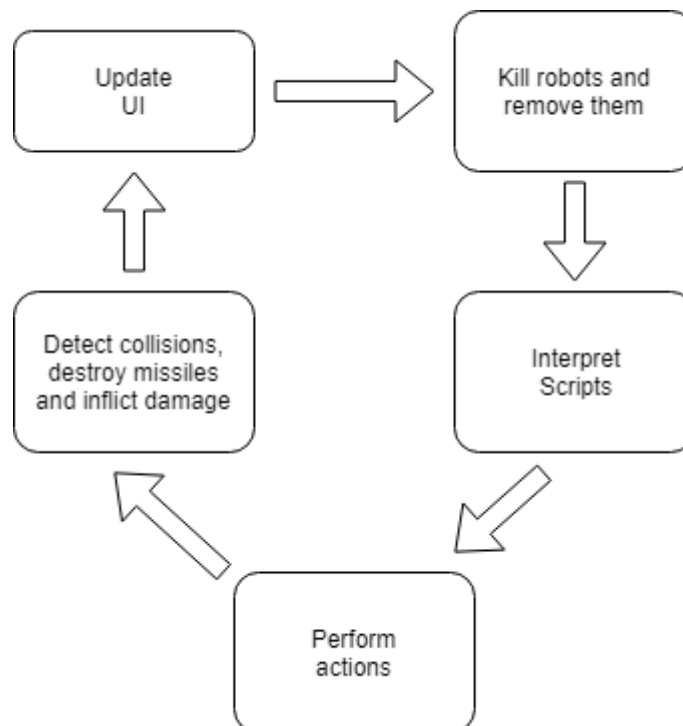 Update
UI
Kill robots and
remove them
Detect collisions,
destroy missiles
and inflict damage
Interpret
Scripts
Perform
actions